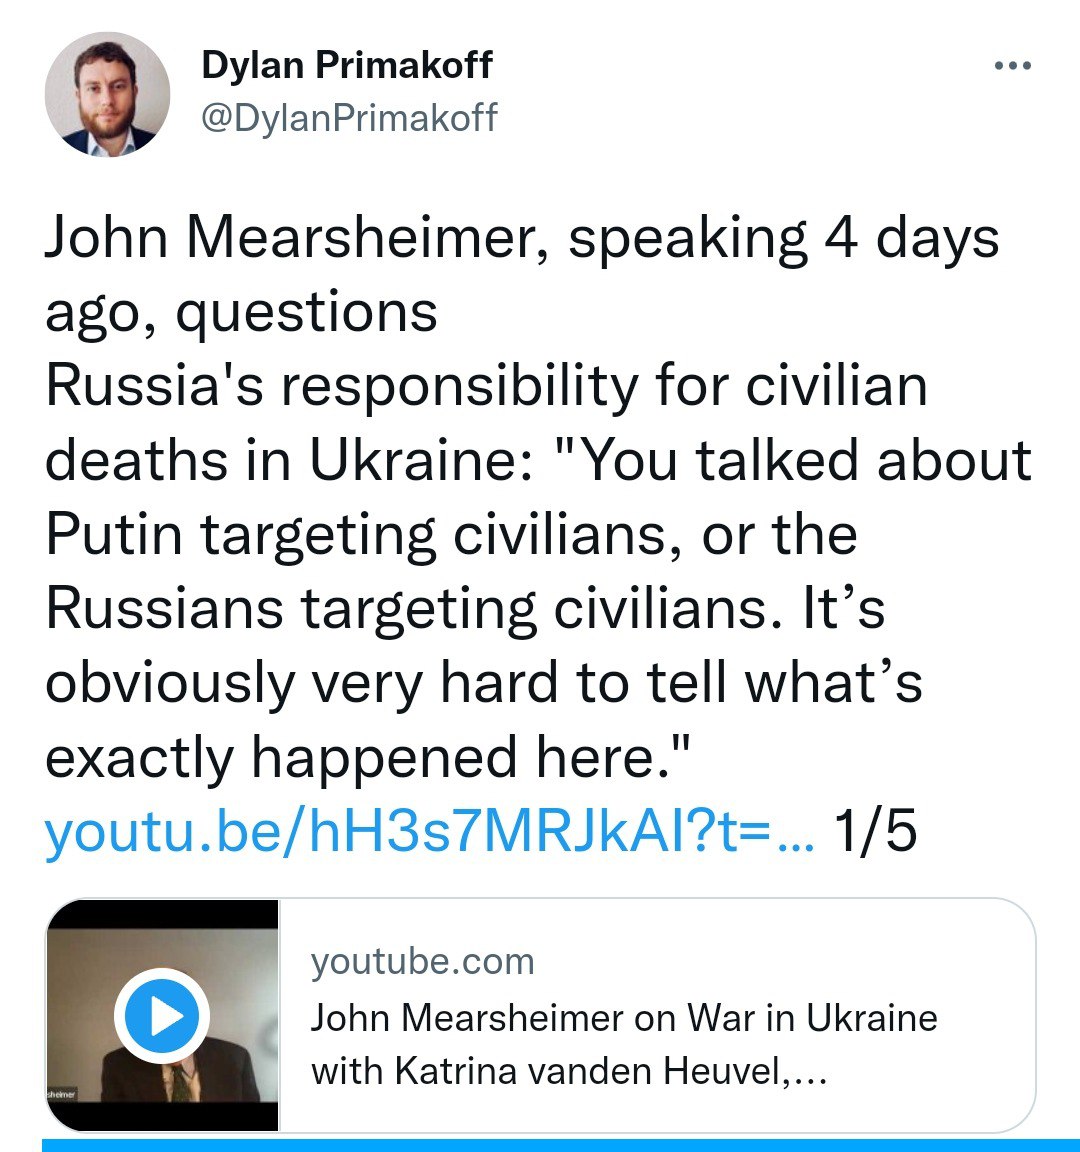 Dylan Primakoff
@DylanPrimakoff
John Mearsheimer, speaking 4 days
ago, questions
Russia's responsibility for civilian
deaths in Ukraine: "You talked about
Putin targeting civilians, or the
Russians targeting civilians. It’s
obviously very hard to tell what’s
exactly happened here."
youtu.be/hH3s7MRJkAI?t=… 1/5
sheimer
youtube.com
John Mearsheimer on War in Ukraine
with Katrina vanden Heuvel,…